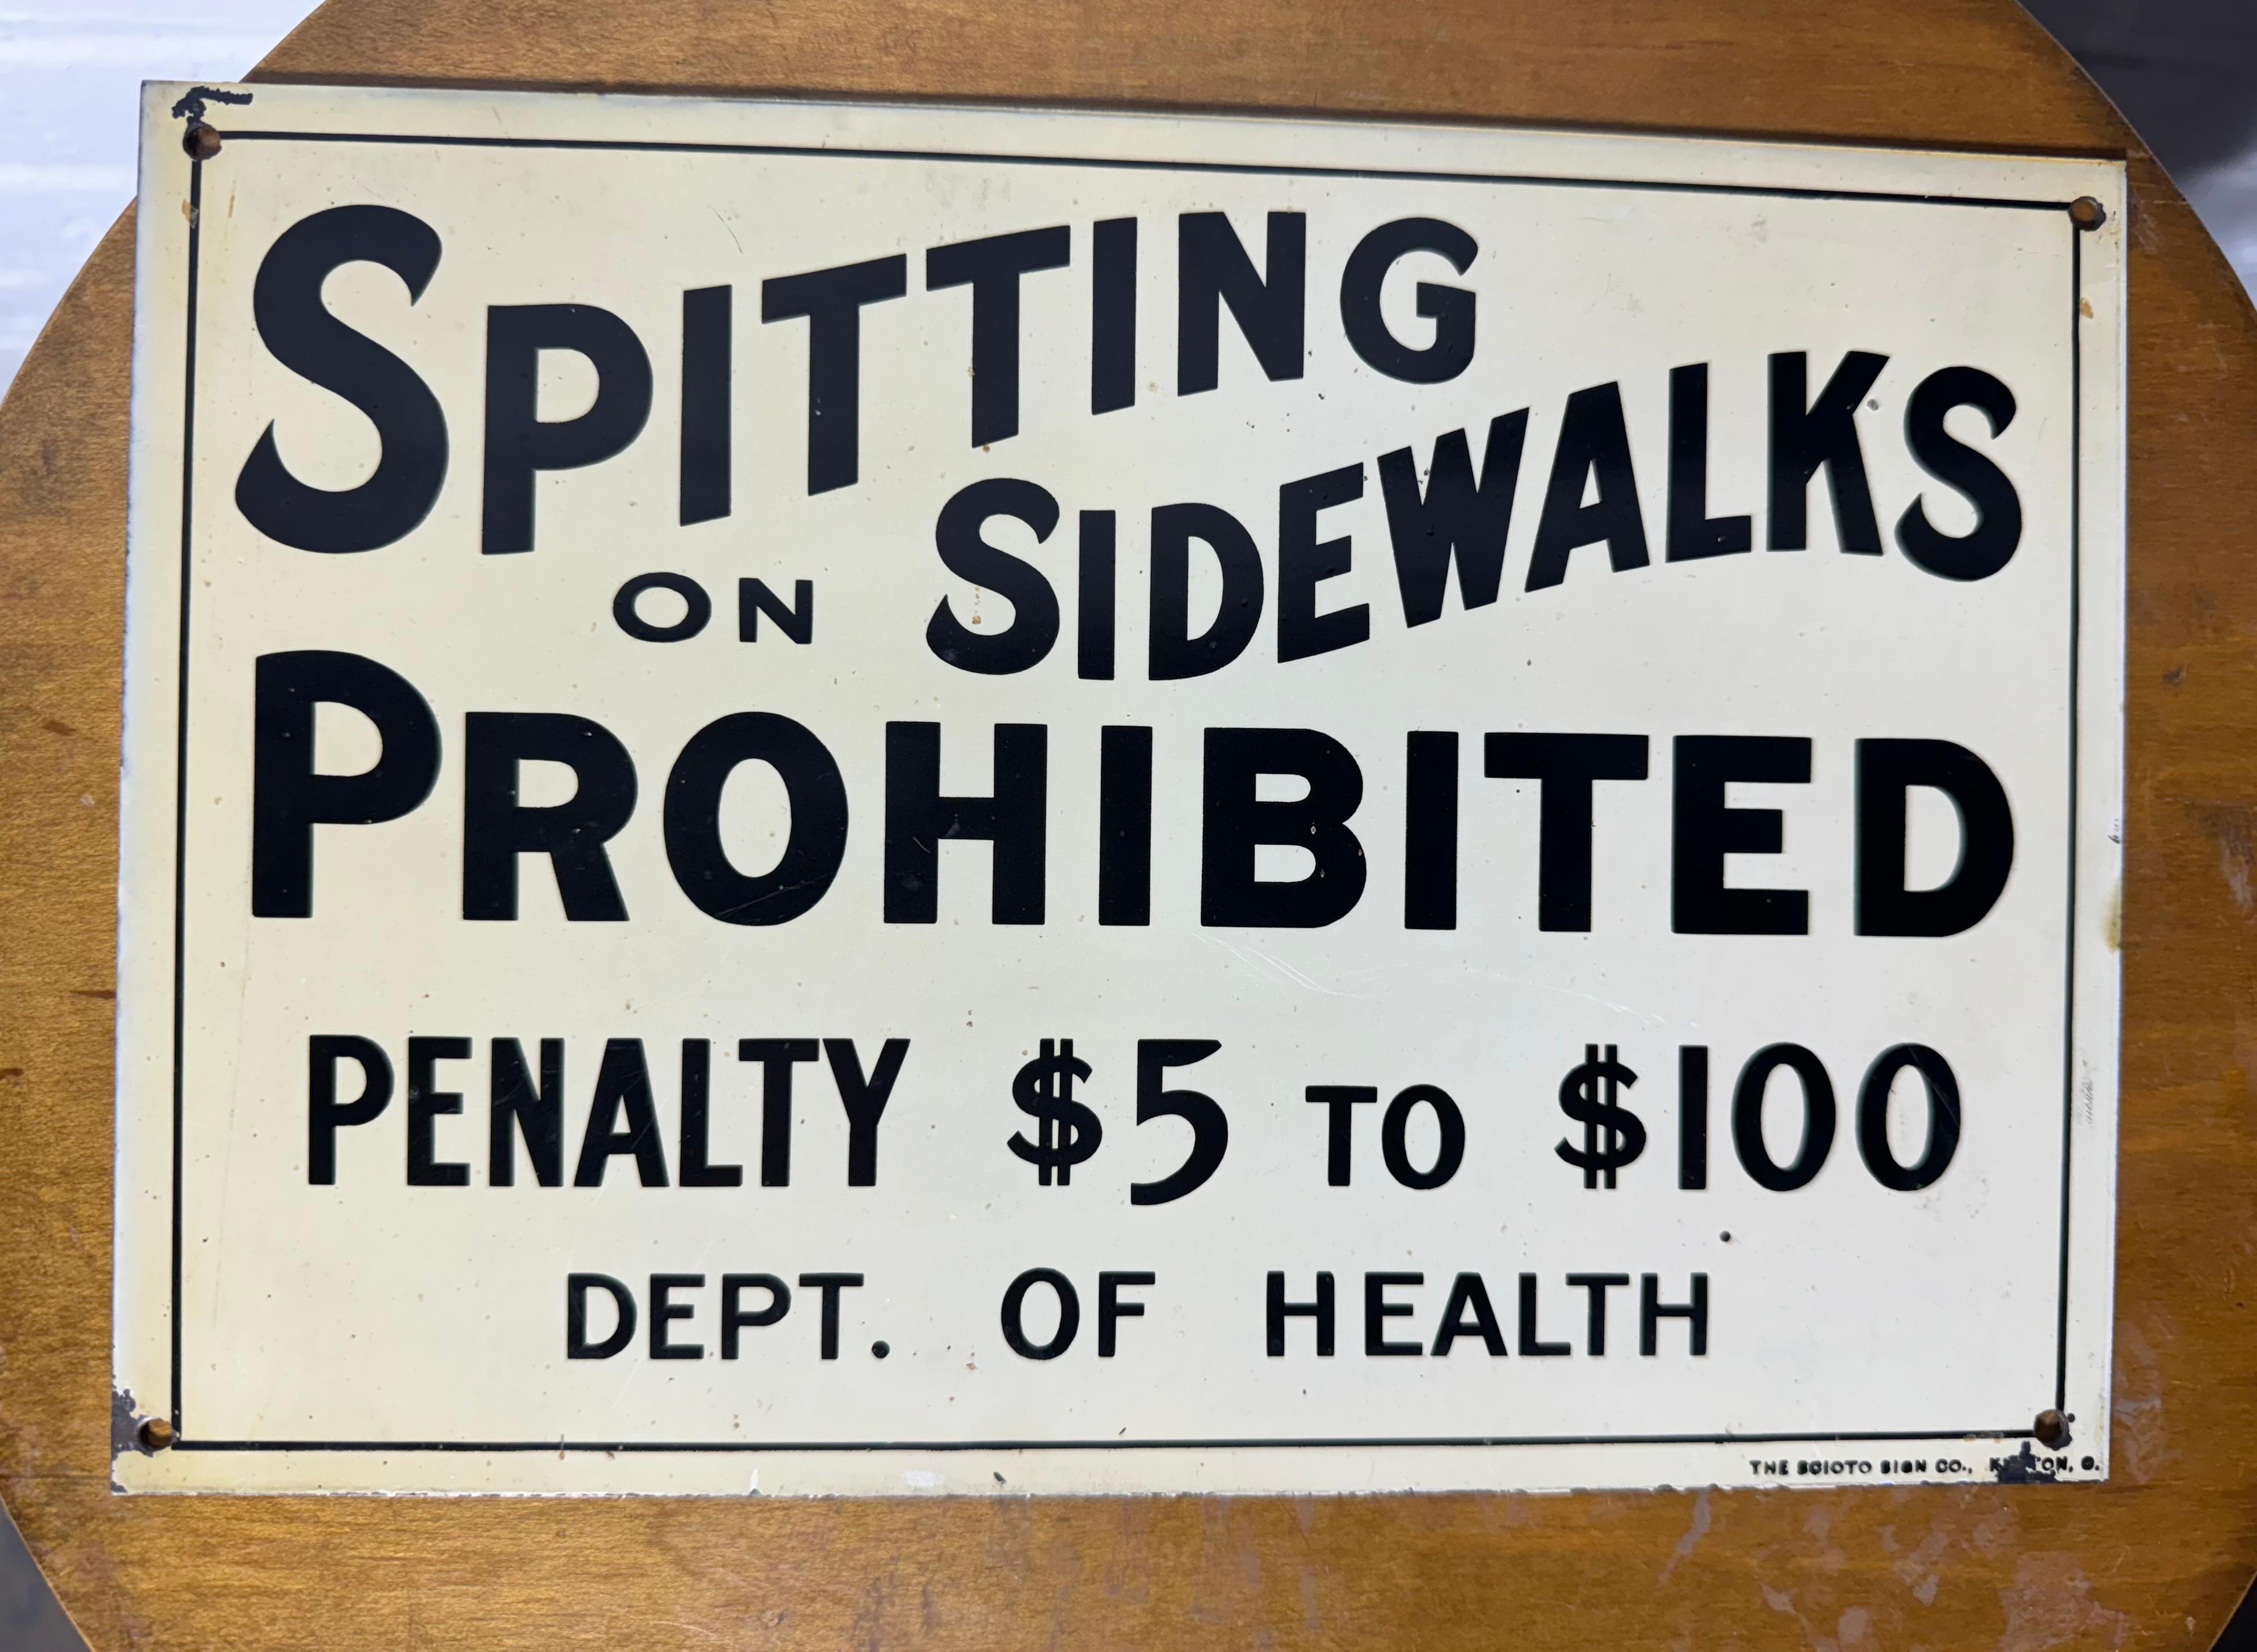 SPITTING
ON SIDEWALKS
PROHIBITED
PENALTY $5 TO $100
DEPT. OF HEALTH
THE SCIOTO SIGN CO., O.